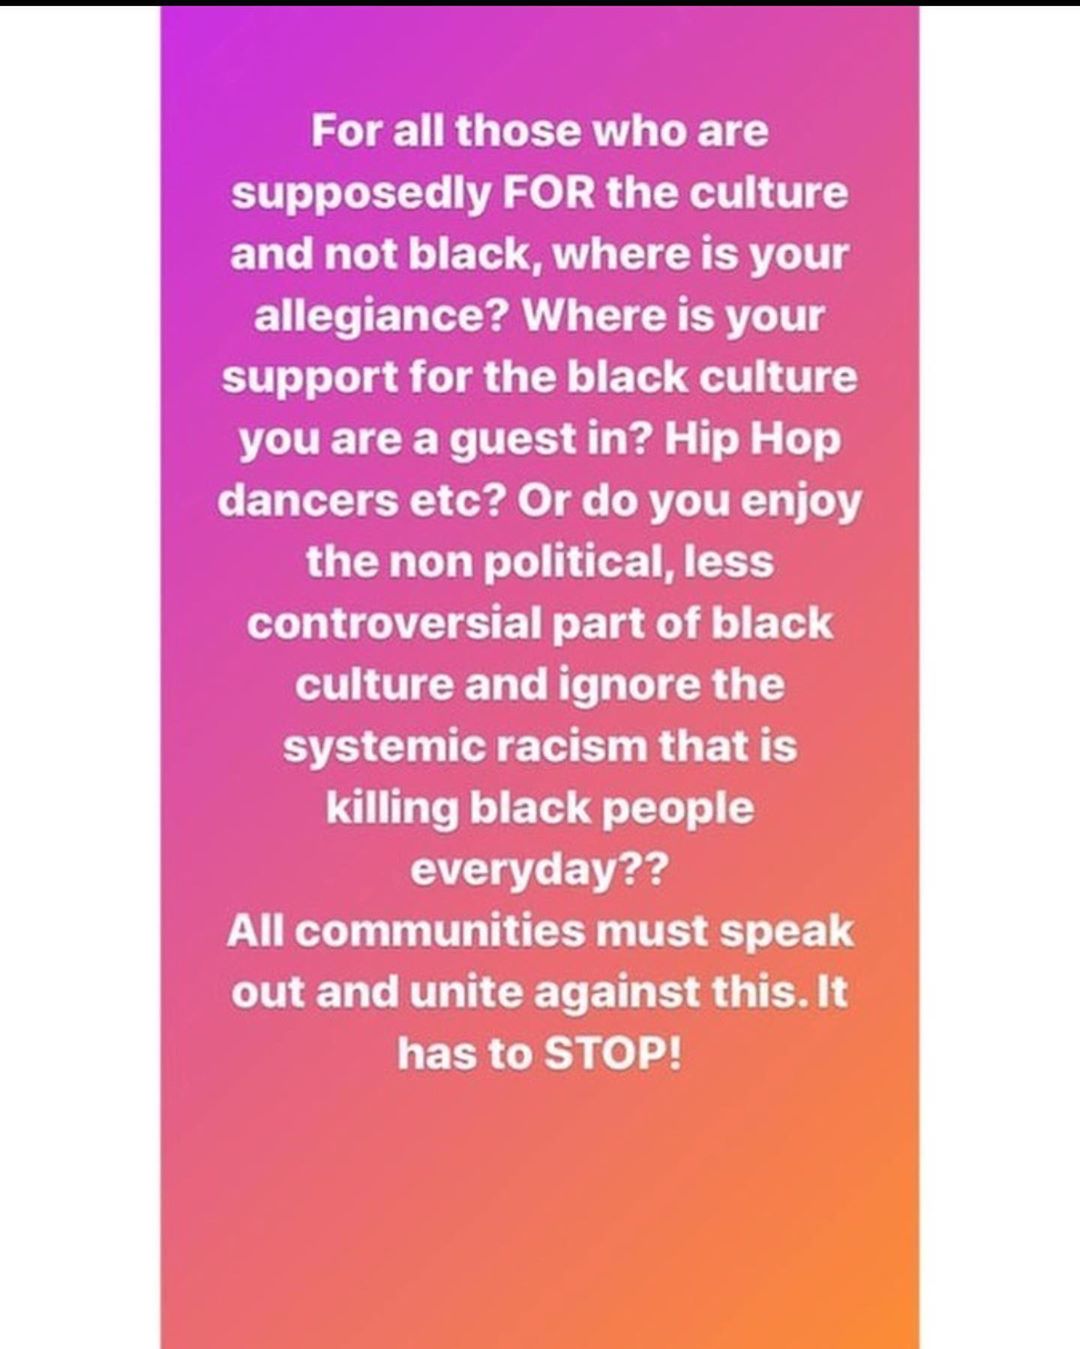 For all those who are
supposedly FOR the culture
and not black, where is your
allegiance? Where is your
support for the black culture
you are a guest in? Hip Hop
dancers etc? Or do you enjoy
the non political, less
controversial part of black
culture and ignore the
systemic racism that is
killing black people
everyday??
All communities must speak
out and unite against this. It
has to STOP!